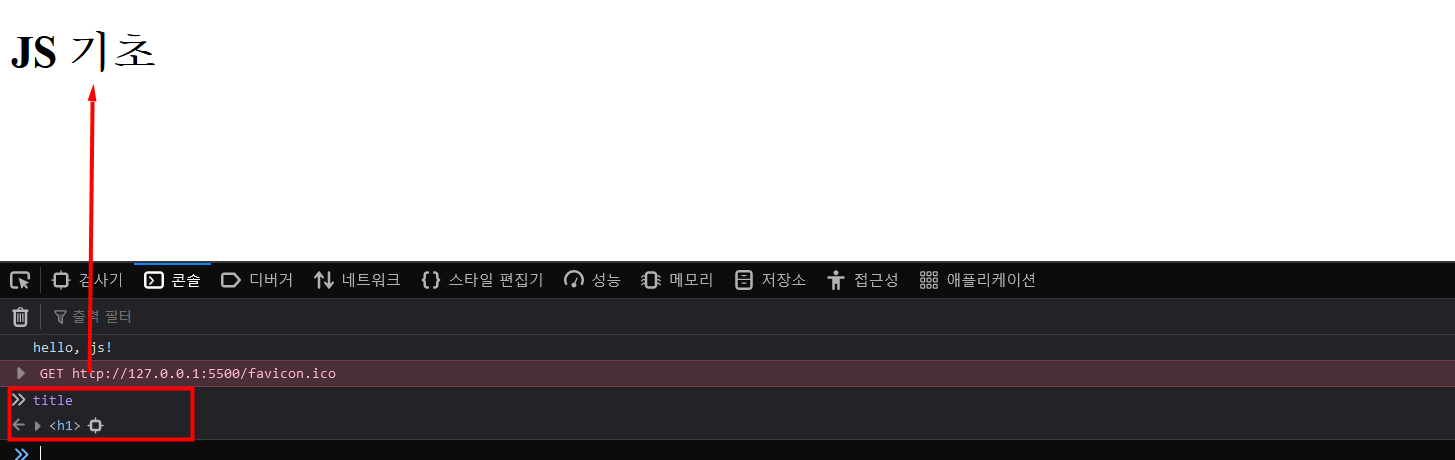 JS 기초
검사기 콘솔 디버거 네트워크 스타일 편집기 성능 메모리 저장소 접근성 애플리케이션
출력 필터
hello, js!
GET http://127.0.0.1:5500/favicon.ico
title
<h1>